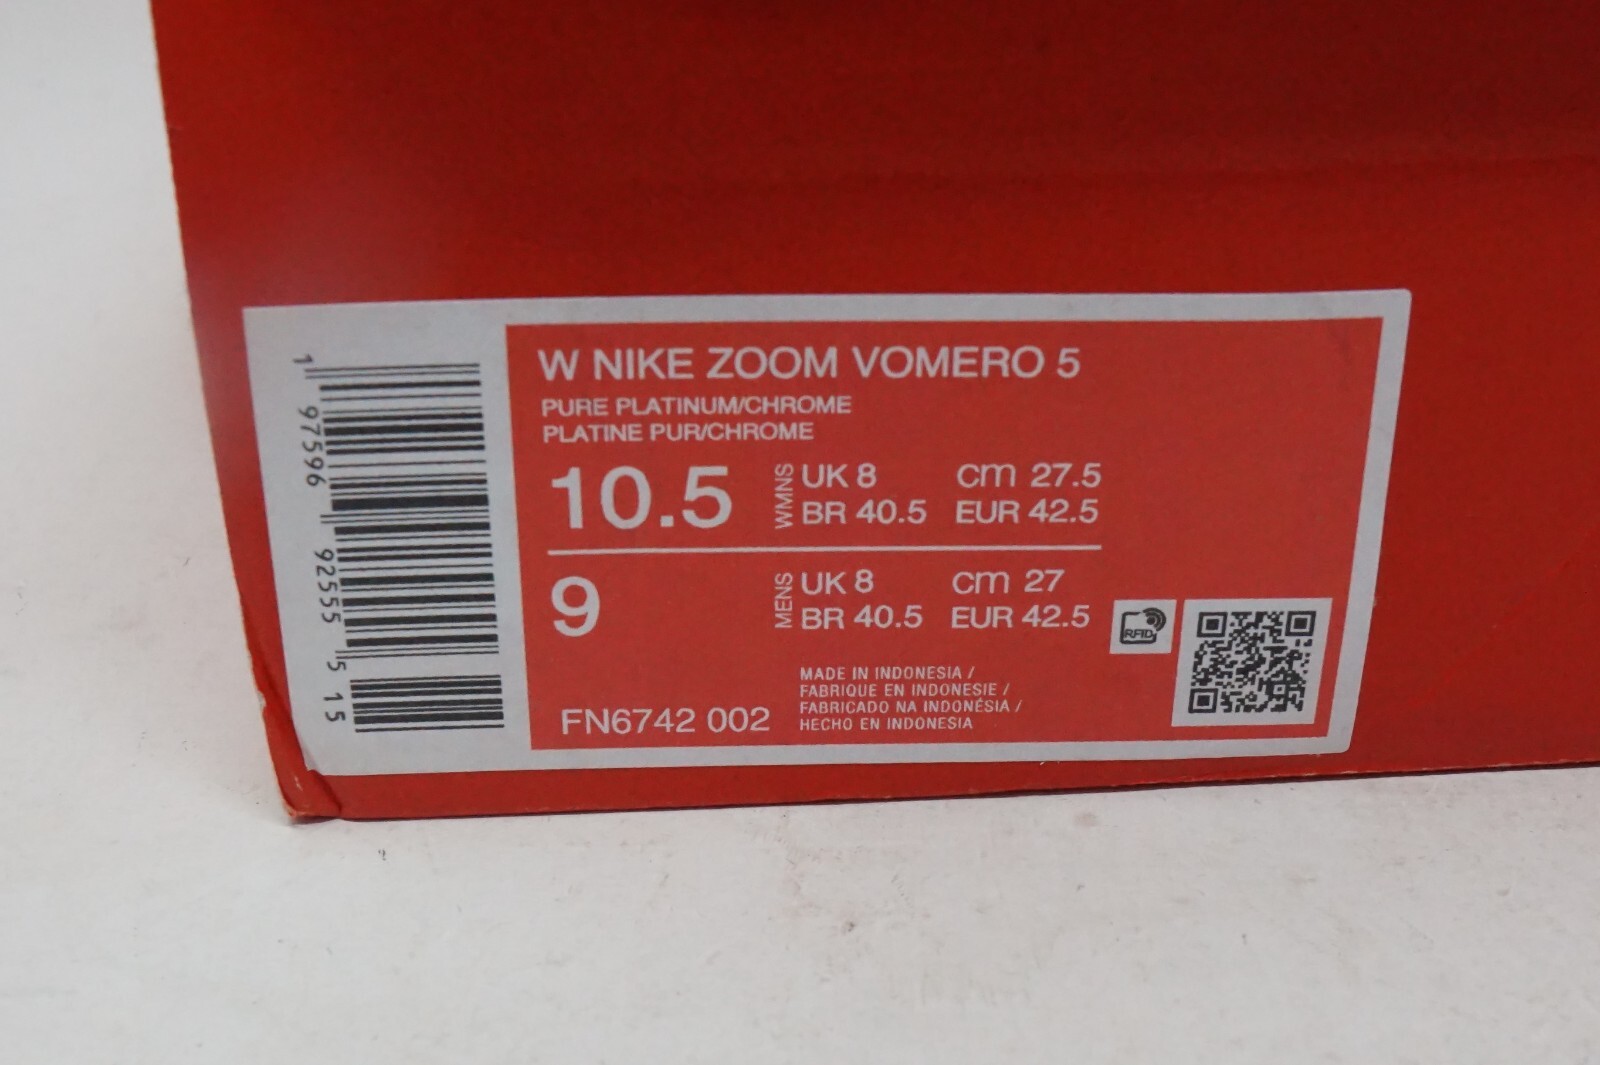 1 97596 92555 5 15
W NIKE ZOOM VOMERO 5
PURE PLATINUM/CHROME
PLATINE PUR/CHROME
10.5 WMNS UK 8 cm 27.5
BR 40.5 EUR 42.5
9 MENS UK 8 cm 27
BR 40.5 EUR 42.5
RFID
MADE IN INDONESIA /
FABRIQUE EN INDONESIE /
FABRICADO NA INDONÉSIA /
HECHO EN INDONESIA
FN6742 002